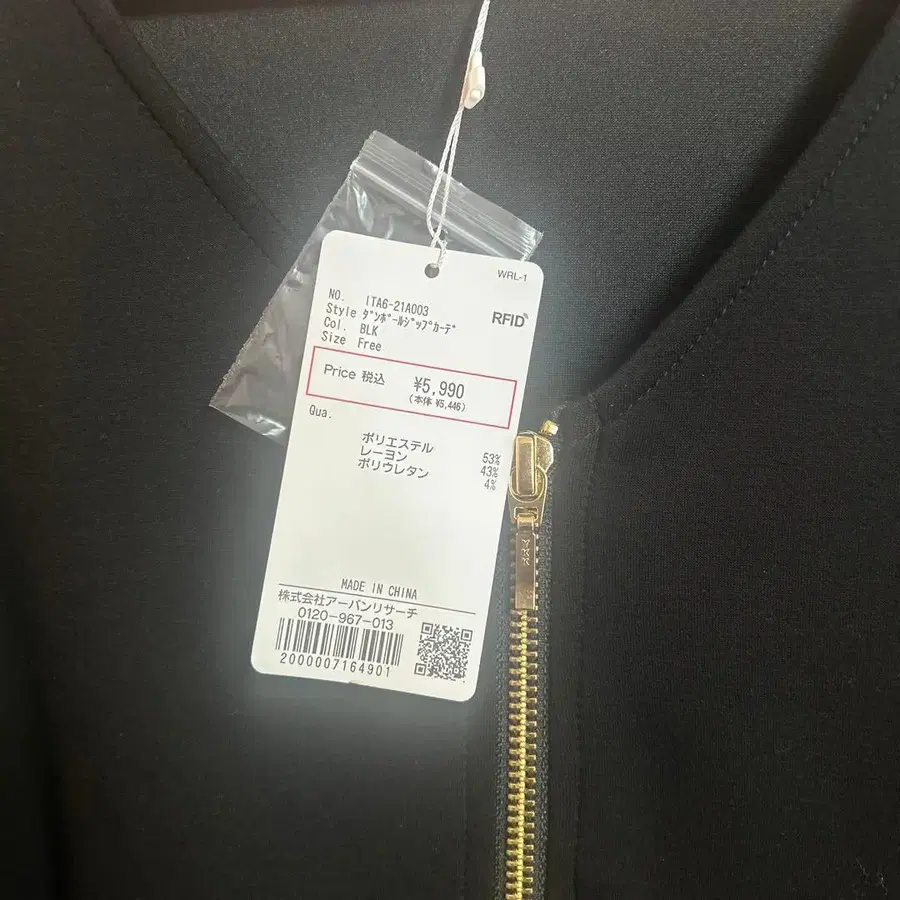 WRL-1
RFID
NO. ITA6-21A003
Style ﾀﾞﾝﾎﾞｰﾙｼﾞｯﾌﾟｶｰﾃﾞ
Col. BLK
Size Free
Price 税込 ¥5,990
(本体 ¥5,446)
Qua.
ポリエステル 53%
レーヨン 43%
ポリウレタン 4%
MADE IN CHINA
株式会社アーバンリサーチ
0120-967-013
2000007164901
YKK